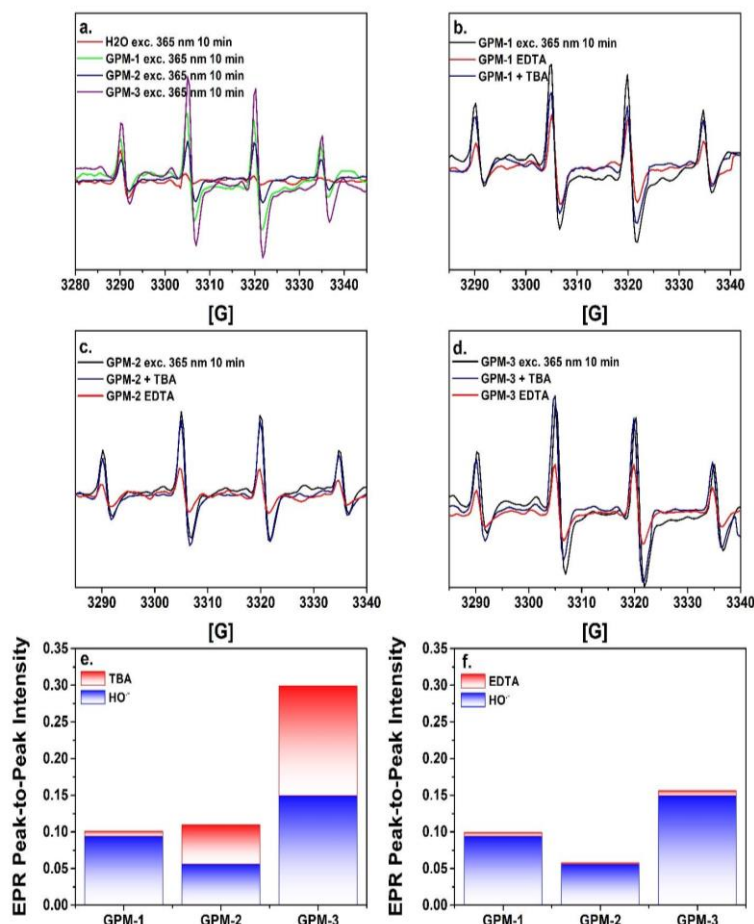 a.
H2O exc. 365 nm 10 min
GPM-1 exc. 365 nm 10 min
GPM-2 exc. 365 nm 10 min
GPM-3 exc. 365 nm 10 min
3280 3290 3300 3310 3320 3330 3340
[G]
b.
GPM-1 exc. 365 nm 10 min
GPM-1 EDTA
GPM-1 + TBA
3290 3300 3310 3320 3330 3340
[G]
c.
GPM-2 exc. 365 nm 10 min
GPM-2 + TBA
GPM-2 EDTA
3290 3300 3310 3320 3330 3340
[G]
d.
GPM-3 exc. 365 nm 10 min
GPM-3 + TBA
GPM-3 EDTA
3290 3300 3310 3320 3330 3340
[G]
e.
TBA
HO·
EPR Peak-to-Peak Intensity
0.35
0.30
0.25
0.20
0.15
0.10
0.05
0.00
GPM-1 GPM-2 GPM-3
f.
EDTA
HO·
EPR Peak-to-Peak Intensity
0.35
0.30
0.25
0.20
0.15
0.10
0.05
0.00
GPM-1 GPM-2 GPM-3